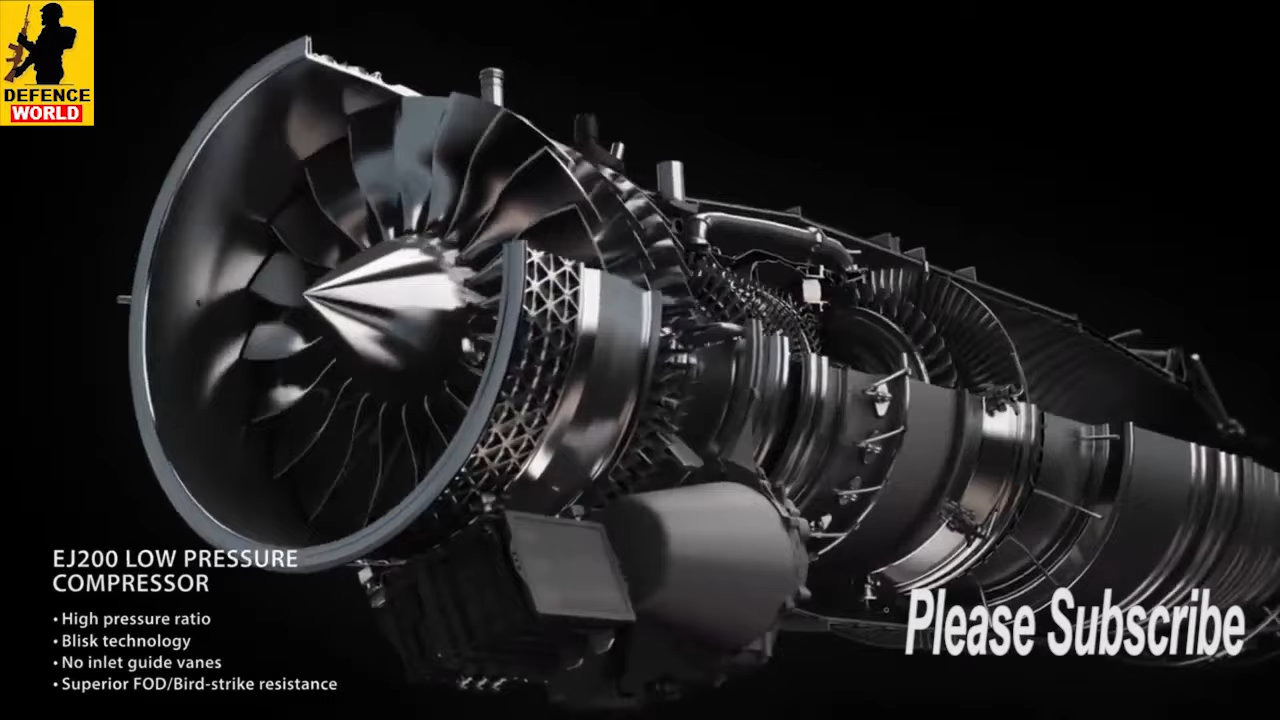 DEFENCE
WORLD
EJ200 LOW PRESSURE
COMPRESSOR
• High pressure ratio
• Blisk technology
• No inlet guide vanes
• Superior FOD/Bird-strike resistance
Please Subscribe